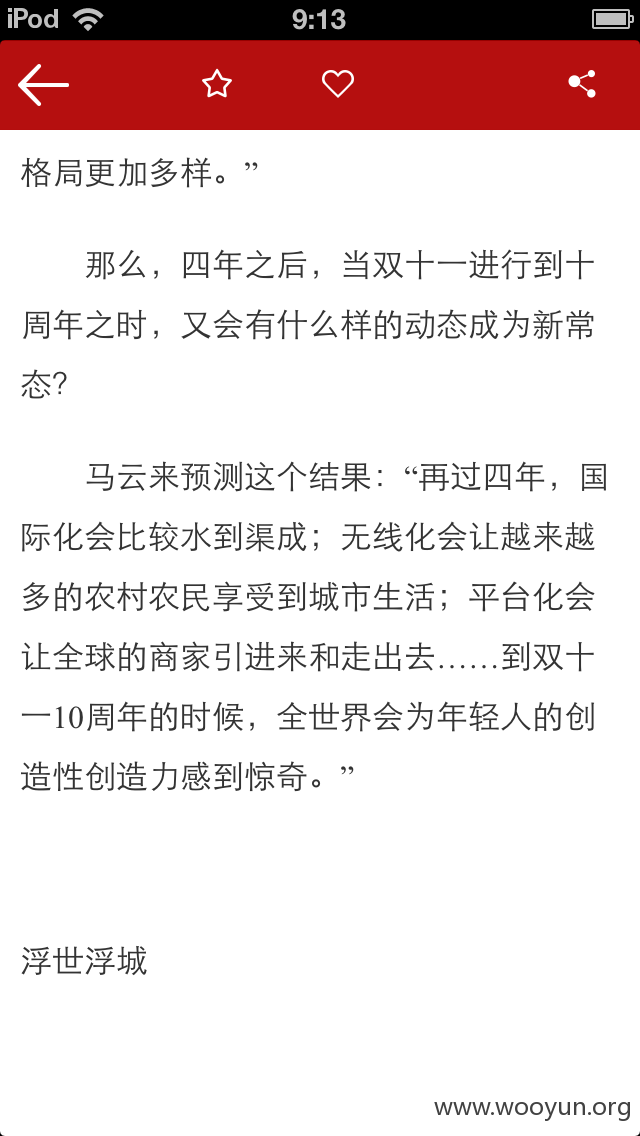 iPod
9:13
格局更加多样。”
那么，四年之后，当双十一进行到十
周年之时，又会有什么样的动态成为新常
态？
马云来预测这个结果：“再过四年，国
际化会比较水到渠成；无线化会让越来越
多的农村农民享受到城市生活；平台化会
让全球的商家引进来和走出去……到双十
一10周年的时候，全世界会为年轻人的创
造性创造力感到惊奇。”
浮世浮城
www.wooyun.org